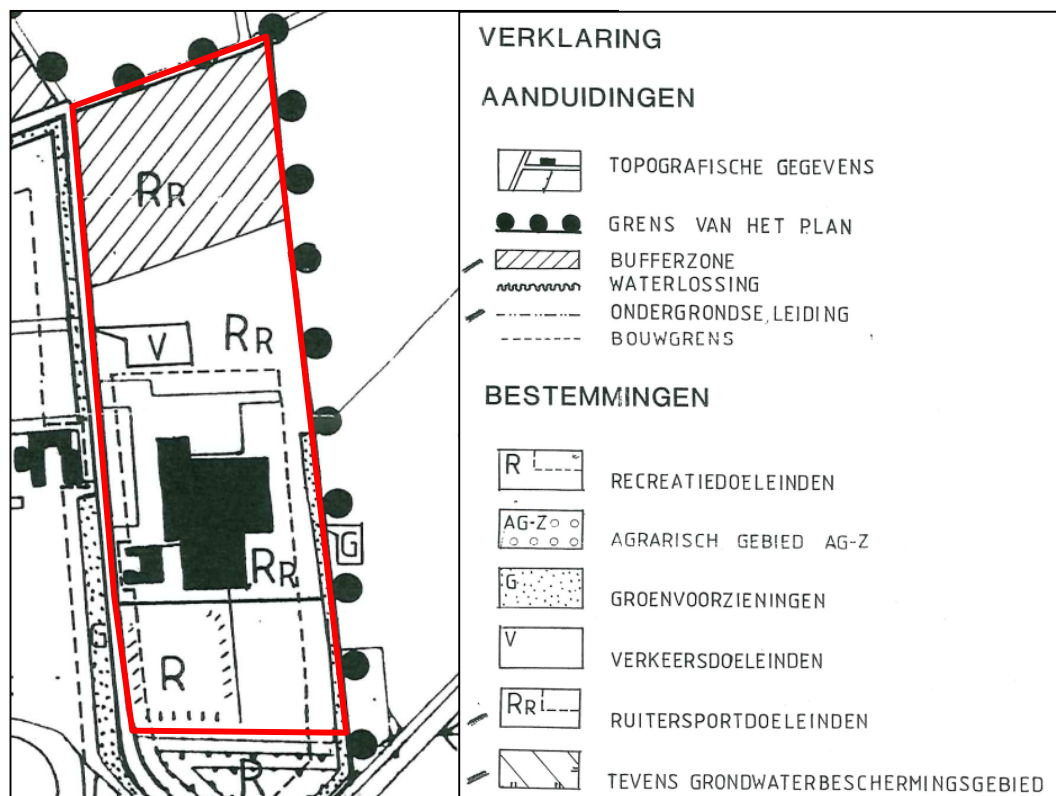 RR
V
RR
G
RR
G
R
R
VERKLARING
AANDUIDINGEN
TOPOGRAFISCHE GEGEVENS
GRENS VAN HET PLAN
BUFFERZONE
WATERLOSSING
ONDERGRONDSE, LEIDING
BOUWGRENS
BESTEMMINGEN
R RECREATIEDOELEINDEN
AG-Z AGRARISCH GEBIED AG-Z
G GROENVOORZIENINGEN
V VERKEERSDOELEINDEN
RR RUITERSPORTDOELEINDEN
TEVENS GRONDWATERBESCHERMINGSGEBIED